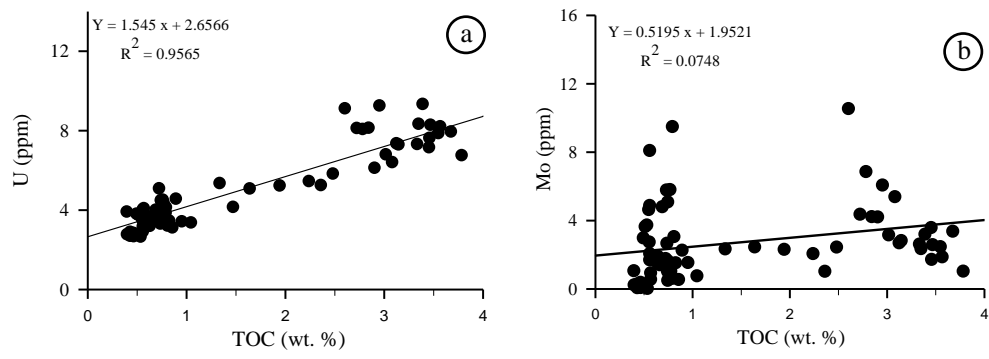 Y = 1.545 x + 2.6566
R2 = 0.9565
a
12
8
4
0
U (ppm)
0 1 2 3 4
TOC (wt. %)
Y = 0.5195 x + 1.9521
R2 = 0.0748
b
16
12
8
4
0
Mo (ppm)
0 1 2 3 4
TOC (wt. %)